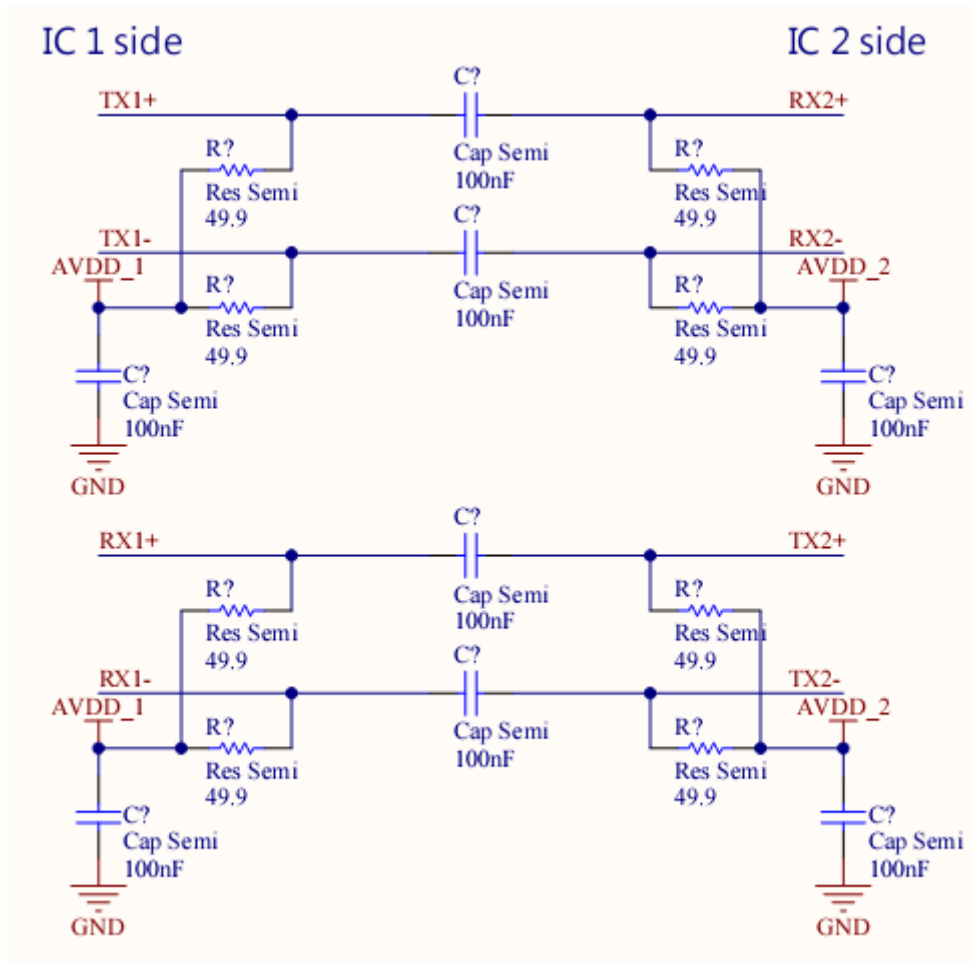 IC 1 side
IC 2 side
C?
TX1+
RX2+
R?
Cap Semi
R?
Res Semi
100nF
Res Semi
49.9
C?
49.9
TX1-
RX2-
AVDD_1
AVDD_2
R?
Cap Semi
R?
Res Semi
100nF
Res Semi
49.9
49.9
C?
C?
Cap Semi
Cap Semi
100nF
100nF
GND
GND
C?
RX1+
TX2+
R?
Cap Semi
R?
Res Semi
100nF
Res Semi
49.9
C?
49.9
RX1-
TX2-
AVDD_1
AVDD_2
R?
Cap Semi
R?
Res Semi
100nF
Res Semi
49.9
49.9
C?
C?
Cap Semi
Cap Semi
100nF
100nF
GND
GND